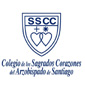 SSCC
Colegio de los Sagrados Corazones
del Arzobispado de Santiago